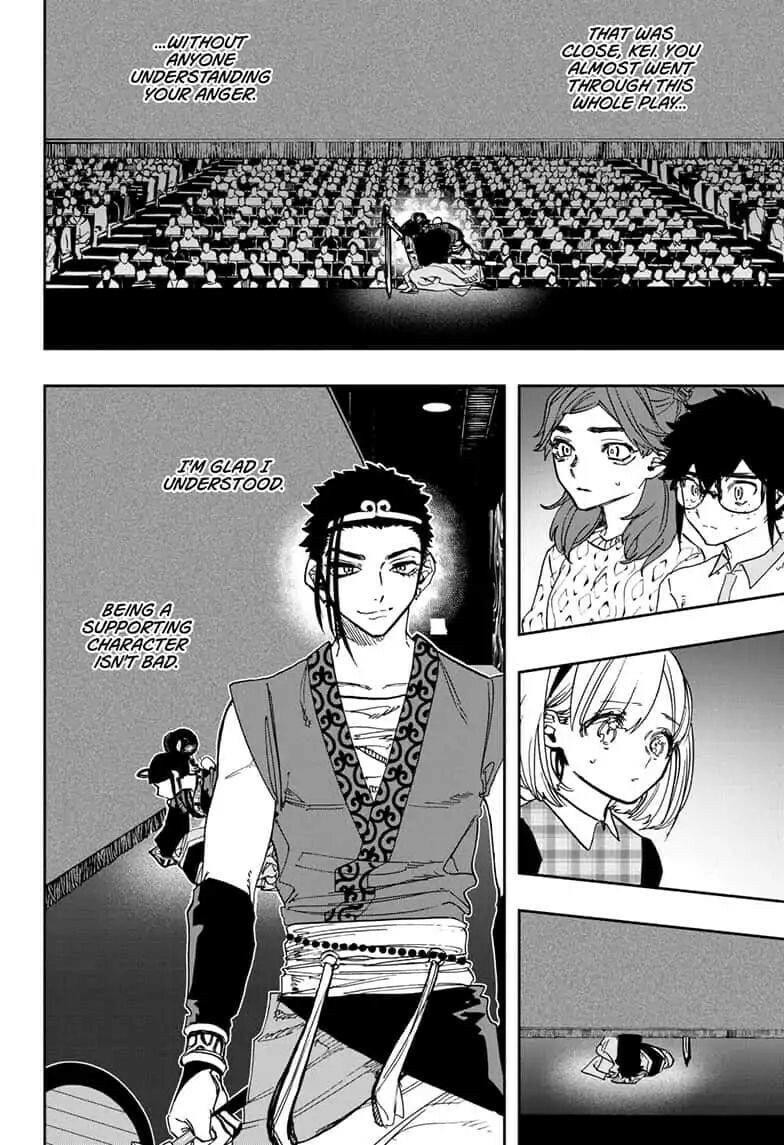 THAT WAS
CLOSE, KEI. YOU
ALMOST WENT
THROUGH THIS
WHOLE PLAY...
...WITHOUT
ANYONE
UNDERSTANDING
YOUR ANGER.
I'M GLAD I
UNDERSTOOD.
BEING A
SUPPORTING
CHARACTER
ISN'T BAD.